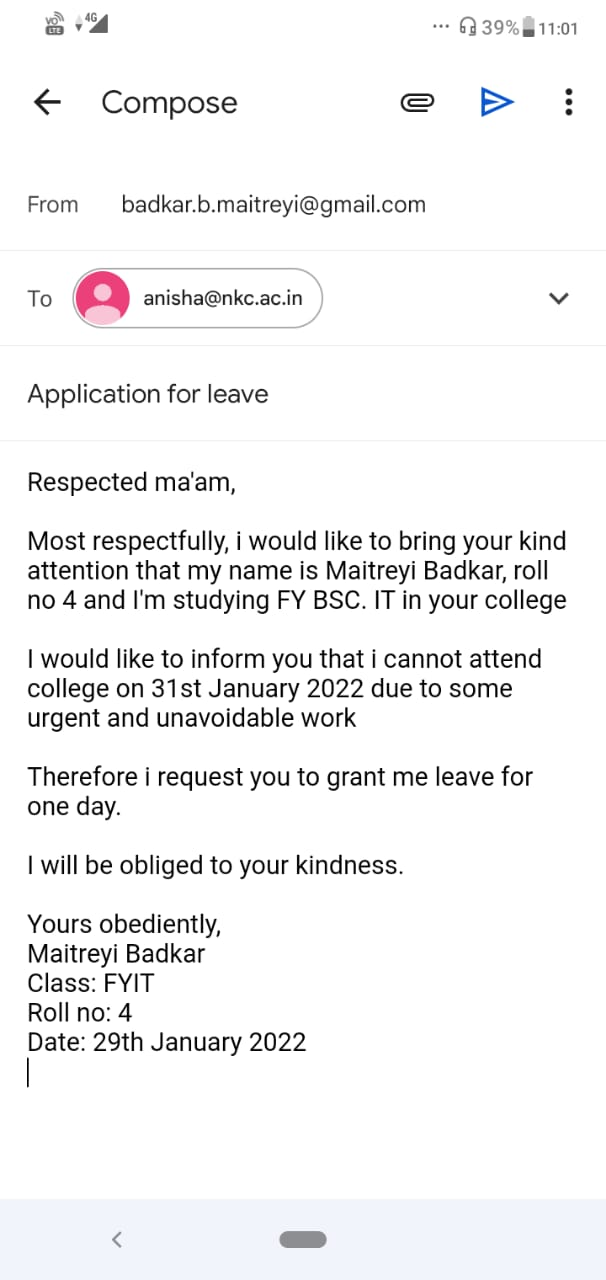 VO LTE 4G ... 39% 11:01
Compose
From badkar.b.maitreyi@gmail.com
To anisha@nkc.ac.in
Application for leave
Respected ma'am,
Most respectfully, i would like to bring your kind
attention that my name is Maitreyi Badkar, roll
no 4 and I'm studying FY BSC. IT in your college
I would like to inform you that i cannot attend
college on 31st January 2022 due to some
urgent and unavoidable work
Therefore i request you to grant me leave for
one day.
I will be obliged to your kindness.
Yours obediently,
Maitreyi Badkar
Class: FYIT
Roll no: 4
Date: 29th January 2022